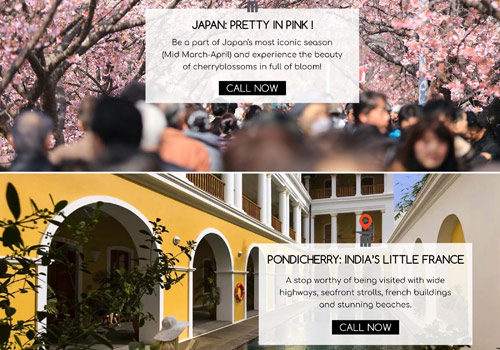 JAPAN: PRETTY IN PINK !
Be a part of Japan's most iconic season
(Mid March-April) and experience the beauty
of cherryblossoms in full of bloom!
CALL NOW
PONDICHERRY: INDIA'S LITTLE FRANCE
A stop worthy of being visited with wide
highways, seafront strolls, french buildings
and stunning beaches.
CALL NOW